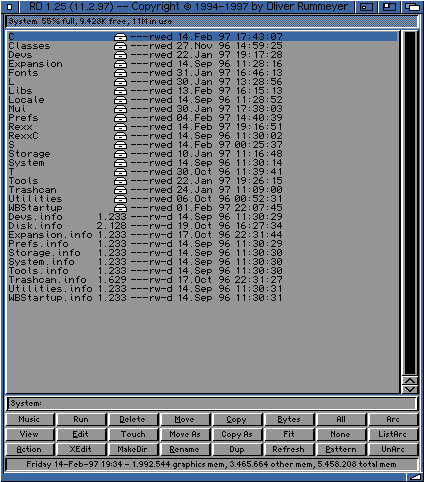 RO 1.25 (11.2.97) -- Copyright © 1994-1997 by Oliver Rummeyer
System: 55% full, 9.428K free, 11M in use
C ---rwed 14.Feb 97 17:43:07
Classes ---rwed 27.Nov 96 14:59:25
Devs ---rwed 22.Jan 97 19:17:28
Expansion ---rwed 14.Sep 96 11:28:16
Fonts ---rwed 31.Jan 97 16:46:13
L ---rwed 30.Jan 97 13:28:56
Libs ---rwed 13.Feb 97 16:15:13
Locale ---rwed 14.Sep 96 11:28:52
Mui ---rwed 30.Jan 97 17:38:03
Prefs ---rwed 04.Feb 97 14:40:39
Rexx ---rwed 14.Feb 97 19:16:51
RexxC ---rwed 14.Sep 96 11:30:02
S ---rwed 14.Feb 97 00:25:37
Storage ---rwed 10.Jan 97 11:16:48
System ---rwed 14.Sep 96 11:30:14
T ---rwed 30.Oct 96 11:39:41
Tools ---rwed 22.Jan 97 19:26:15
Trashcan ---rwed 24.Jan 97 11:09:00
Utilities ---rwed 06.Oct 96 00:52:31
WBStartup ---rwed 01.Feb 97 22:07:45
Devs.info 1.233 ---rw-d 14.Sep 96 11:30:29
Disk.info 2.128 ---rw-d 19.Oct 96 16:27:34
Expansion.info 1.233 ---rw-d 17.Oct 96 22:31:44
Prefs.info 1.233 ---rw-d 14.Sep 96 11:30:29
Storage.info 1.233 ---rw-d 14.Sep 96 11:30:30
System.info 1.233 ---rw-d 14.Sep 96 11:30:30
Tools.info 1.233 ---rw-d 14.Sep 96 11:30:30
Trashcan.info 1.629 ---rw-d 17.Oct 96 22:31:27
Utilities.info 1.233 ---rw-d 14.Sep 96 11:30:31
WBStartup.info 1.233 ---rw-d 14.Sep 96 11:30:31
System:
Music Run Delete Move Copy Bytes All Arc
View Edit Touch Move As Copy As Fit None ListArc
Action XEdit MakeDir Rename Dup Refresh Pattern UnArc
Friday 14-Feb-97 19:34 - 1.992.544 graphics mem, 3.465.664 other mem, 5.458.208 total mem